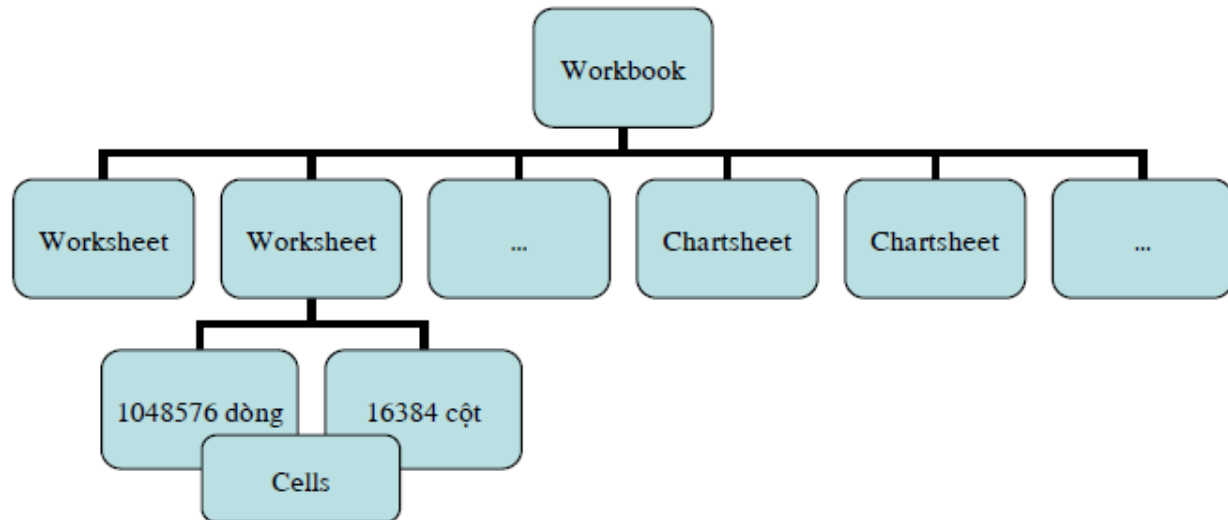 Workbook
Worksheet
Worksheet
...
Chartsheet
Chartsheet
...
1048576 dòng
16384 cột
Cells